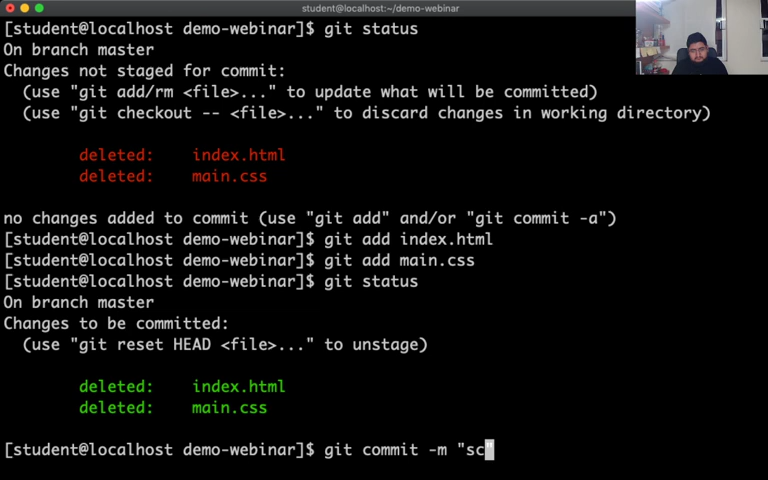 student@localhost:~/demo-webinar
[student@localhost demo-webinar]$ git status
On branch master
Changes not staged for commit:
  (use "git add/rm <file>..." to update what will be committed)
  (use "git checkout -- <file>..." to discard changes in working directory)
        deleted:    index.html
        deleted:    main.css
no changes added to commit (use "git add" and/or "git commit -a")
[student@localhost demo-webinar]$ git add index.html
[student@localhost demo-webinar]$ git add main.css
[student@localhost demo-webinar]$ git status
On branch master
Changes to be committed:
  (use "git reset HEAD <file>..." to unstage)
        deleted:    index.html
        deleted:    main.css
[student@localhost demo-webinar]$ git commit -m "sc"